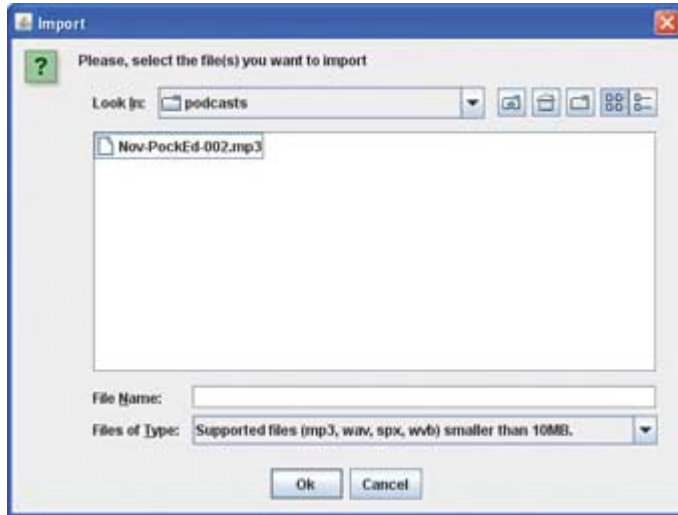 Import
Please, select the file(s) you want to import
Look In: podcasts
Nov-PockEd-002.mp3
File Name:
Files of Type: Supported files (mp3, wav, spx, wvb) smaller than 10MB.
Ok Cancel